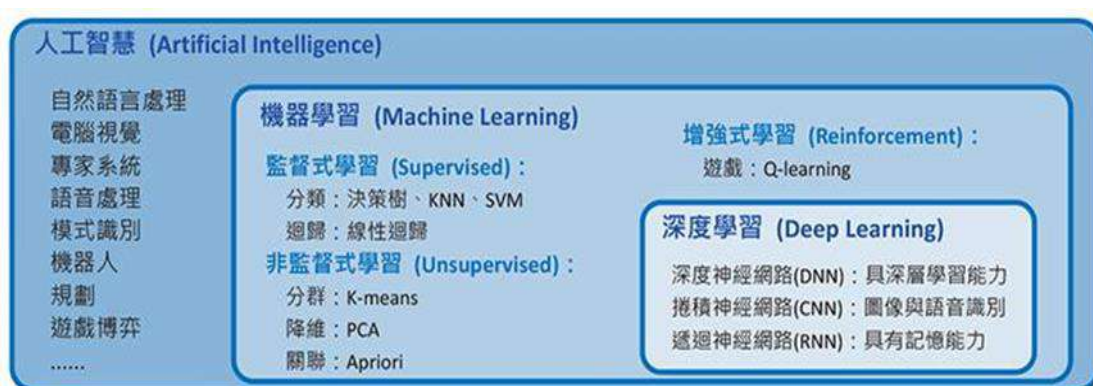 人工智慧 (Artificial Intelligence)
自然語言處理
電腦視覺
專家系統
語音處理
模式識別
機器人
規劃
遊戲博弈
......
機器學習 (Machine Learning)
監督式學習 (Supervised)：
分類：決策樹、KNN、SVM
迴歸：線性迴歸
非監督式學習 (Unsupervised)：
分群：K-means
降維：PCA
關聯：Apriori
增強式學習 (Reinforcement)：
遊戲：Q-learning
深度學習 (Deep Learning)
深度神經網路(DNN)：具深層學習能力
捲積神經網路(CNN)：圖像與語音識別
遞迴神經網路(RNN)：具有記憶能力